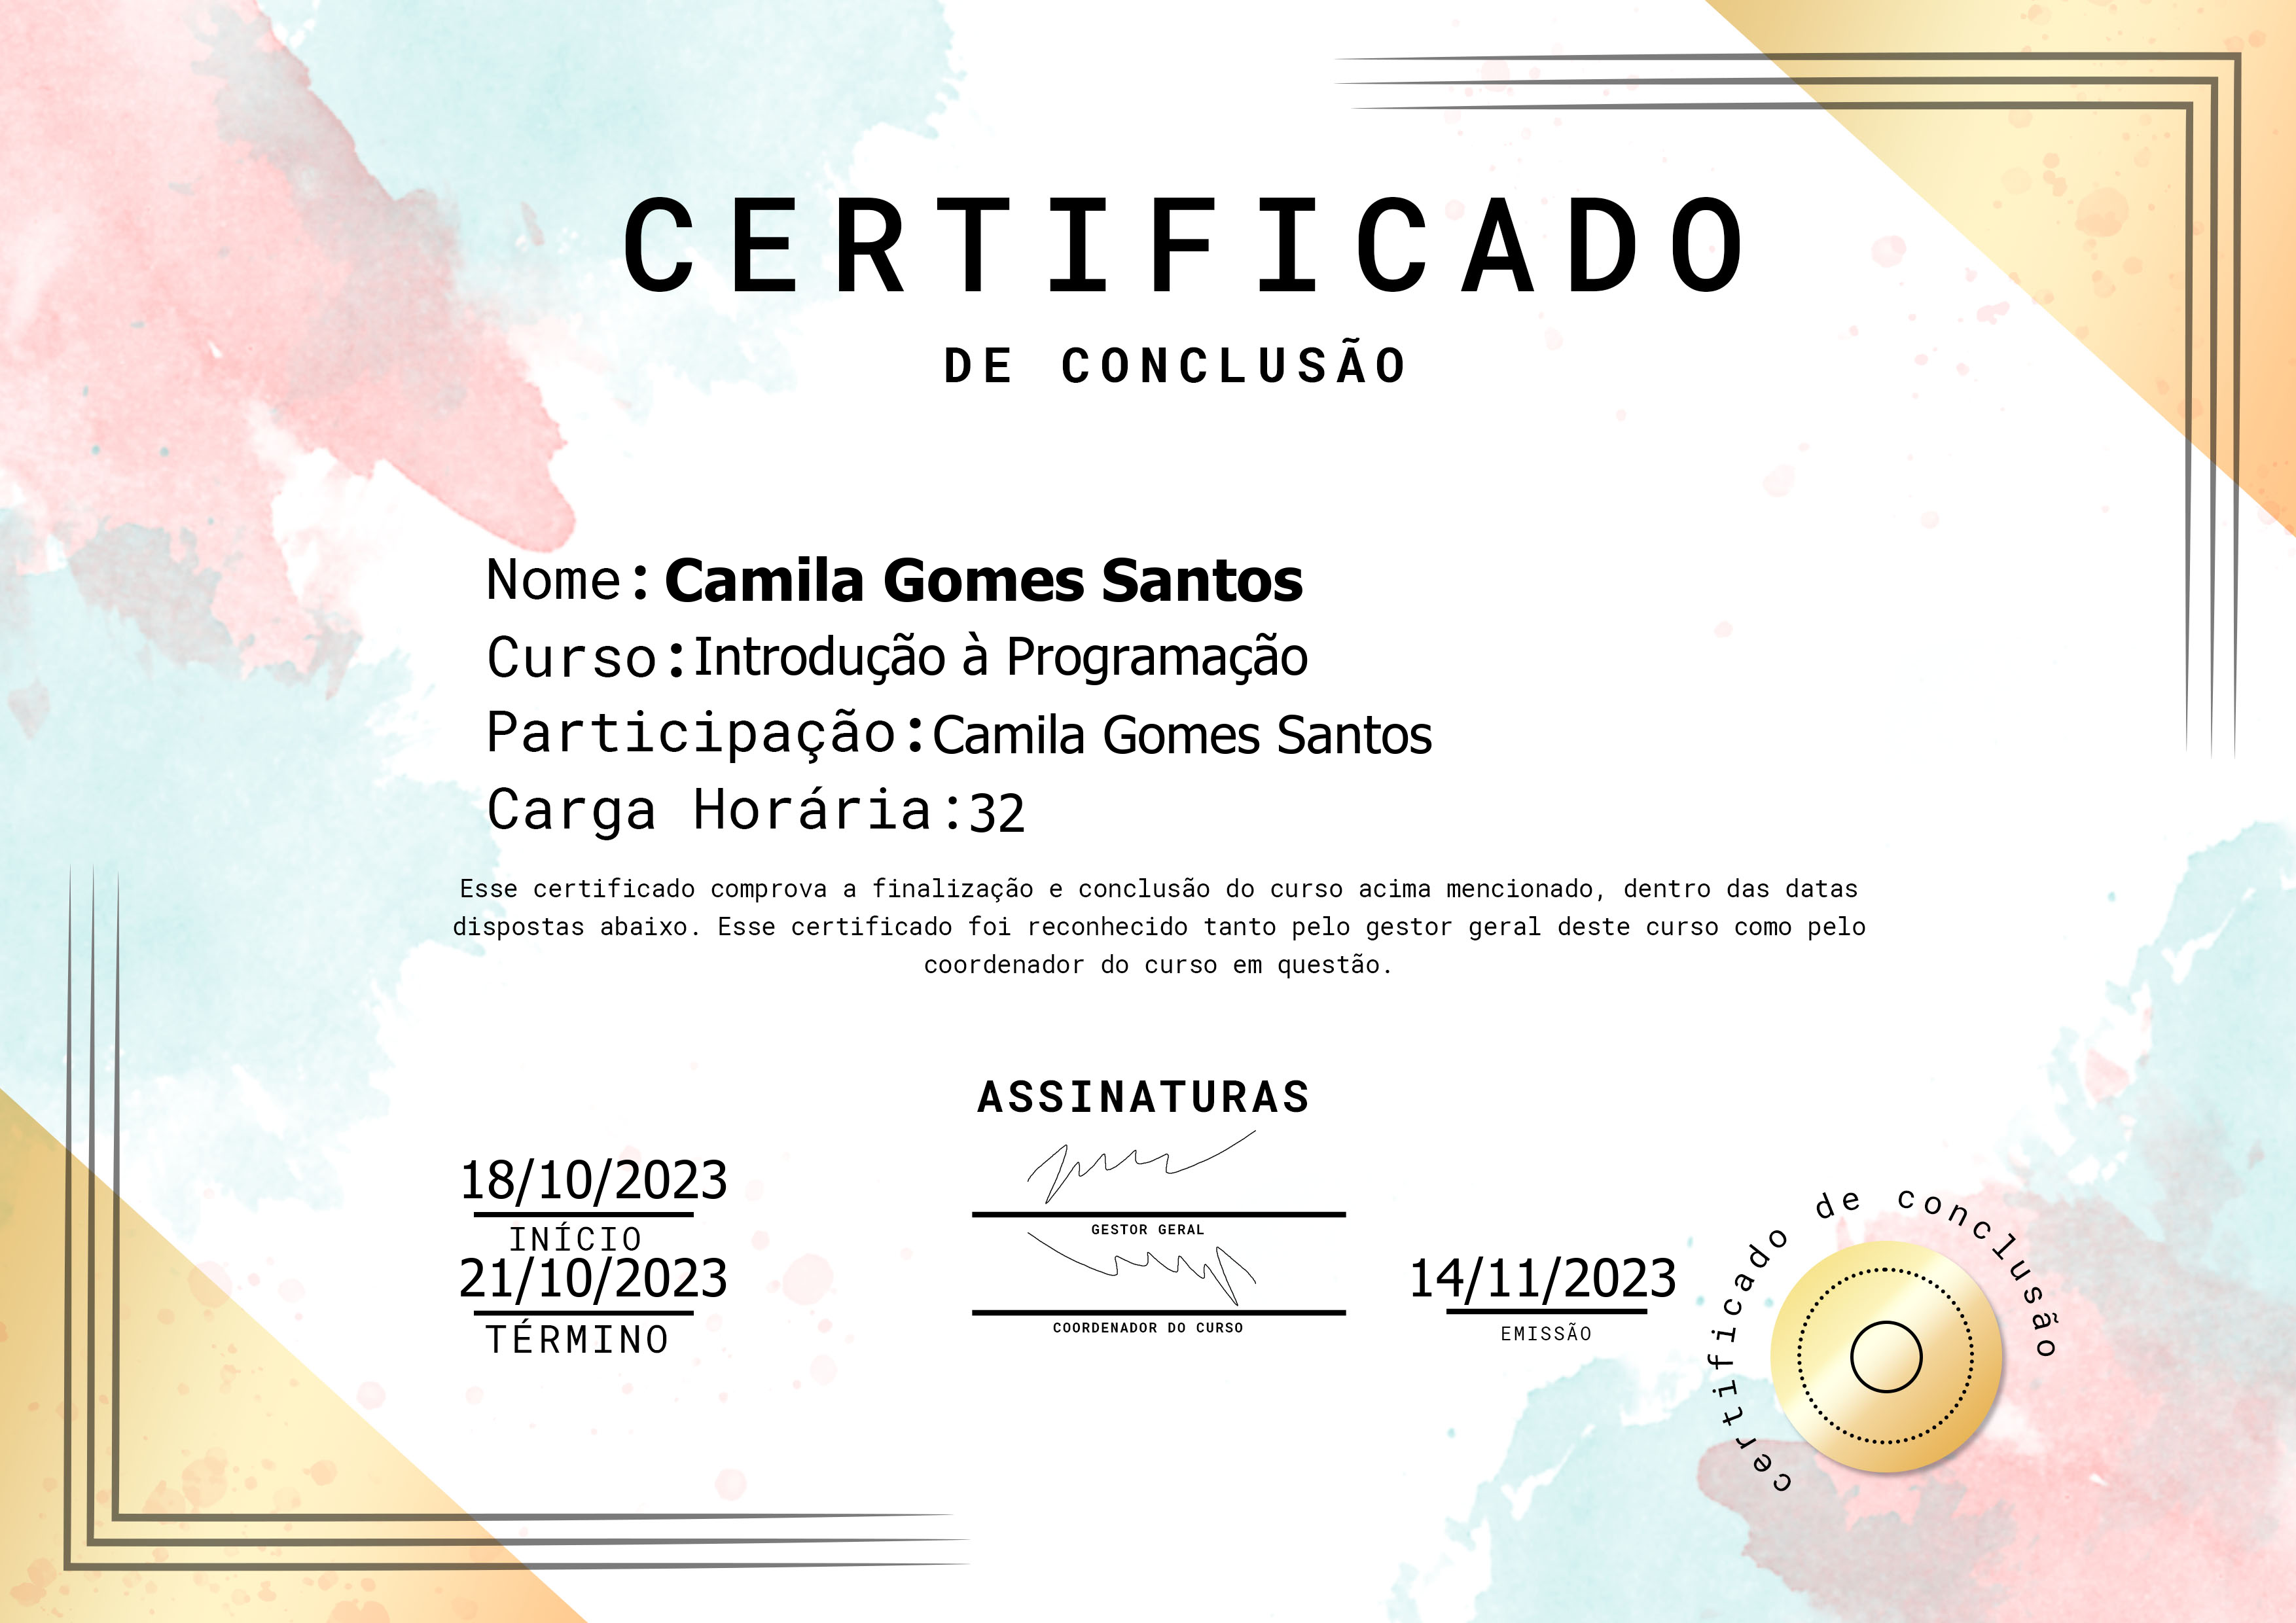 CERTIFICADO
DE CONCLUSÃO
Nome: Camila Gomes Santos
Curso:Introdução à Programação
Participação:Camila Gomes Santos
Carga Horária:32
Esse certificado comprova a finalização e conclusão do curso acima mencionado, dentro das datas
dispostas abaixo. Esse certificado foi reconhecido tanto pelo gestor geral deste curso como pelo
coordenador do curso em questão.
ASSINATURAS
18/10/2023
INÍCIO
GESTOR GERAL
21/10/2023
TÉRMINO
COORDENADOR DO CURSO
14/11/2023
EMISSÃO
certificado de conclusão